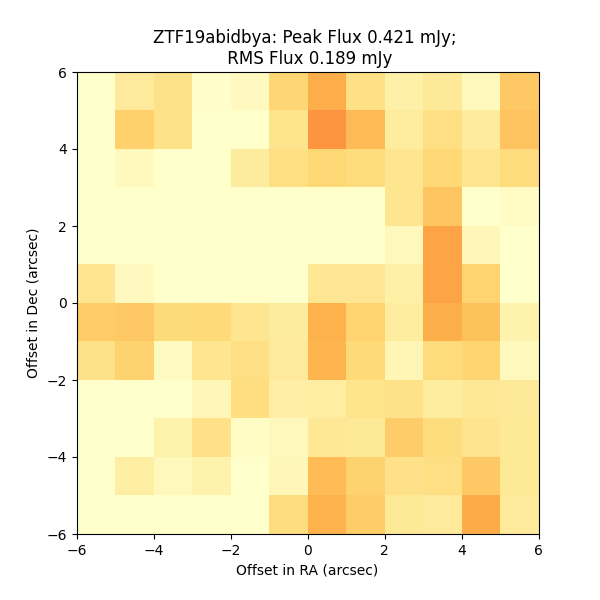 ZTF19abidbya: Peak Flux 0.421 mJy;
RMS Flux 0.189 mJy
6
4
2
0
−2
−4
−6
Offset in Dec (arcsec)
−6 −4 −2 0 2 4 6
Offset in RA (arcsec)